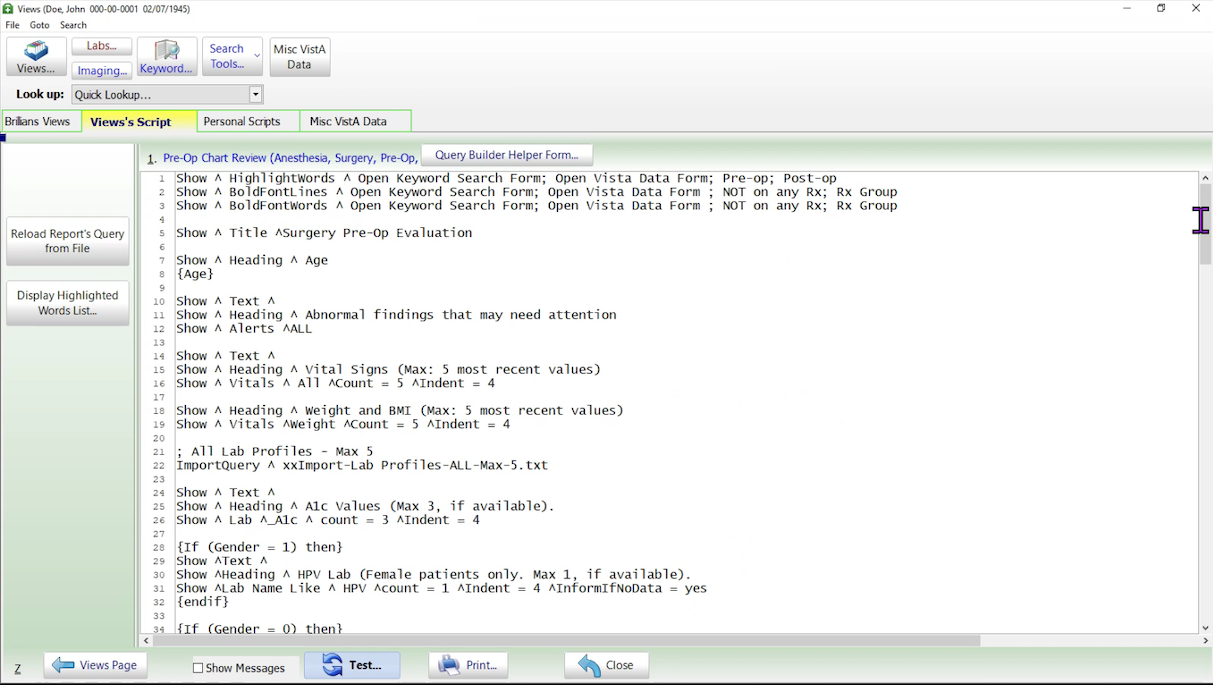 Views (Doe, John 000-00-0001 02/07/1945)
File Goto Search
Views...
Labs...
Imaging...
Keyword...
Search Tools...
Misc VistA Data
Look up: Quick Lookup...
Brillians Views Views's Script Personal Scripts Misc VistA Data
1. Pre-Op Chart Review (Anesthesia, Surgery, Pre-Op, Query Builder Helper Form...
Reload Report's Query from File
Display Highlighted Words List...
1 Show ^ HighlightWords ^ Open Keyword Search Form; Open Vista Data Form; Pre-op; Post-op
2 Show ^ BoldFontLines ^ Open Keyword Search Form; Open Vista Data Form ; NOT on any Rx; Rx Group
3 Show ^ BoldFontWords ^ Open Keyword Search Form; Open Vista Data Form ; NOT on any Rx; Rx Group
4
5 Show ^ Title ^Surgery Pre-Op Evaluation
6
7 Show ^ Heading ^ Age
8 {Age}
9
10 Show ^ Text ^
11 Show ^ Heading ^ Abnormal findings that may need attention
12 Show ^ Alerts ^ALL
13
14 Show ^ Text ^
15 Show ^ Heading ^ Vital Signs (Max: 5 most recent values)
16 Show ^ Vitals ^ All ^Count = 5 ^Indent = 4
17
18 Show ^ Heading ^ Weight and BMI (Max: 5 most recent values)
19 Show ^ Vitals ^Weight ^Count = 5 ^Indent = 4
20
21 ; All Lab Profiles - Max 5
22 ImportQuery ^ xxImport-Lab Profiles-ALL-Max-5.txt
23
24 Show ^ Text ^
25 Show ^ Heading ^ A1c Values (Max 3, if available).
26 Show ^ Lab ^_A1c ^ count = 3 ^Indent = 4
27
28 {If (Gender = 1) then}
29 Show ^Text ^
30 Show ^Heading ^ HPV Lab (Female patients only. Max 1, if available).
31 Show ^Lab Name Like ^ HPV ^count = 1 ^Indent = 4 ^InformIfNoData = yes
32 {endif}
33
34 {If (Gender = 0) then}
Z Views Page Show Messages Test... Print... Close